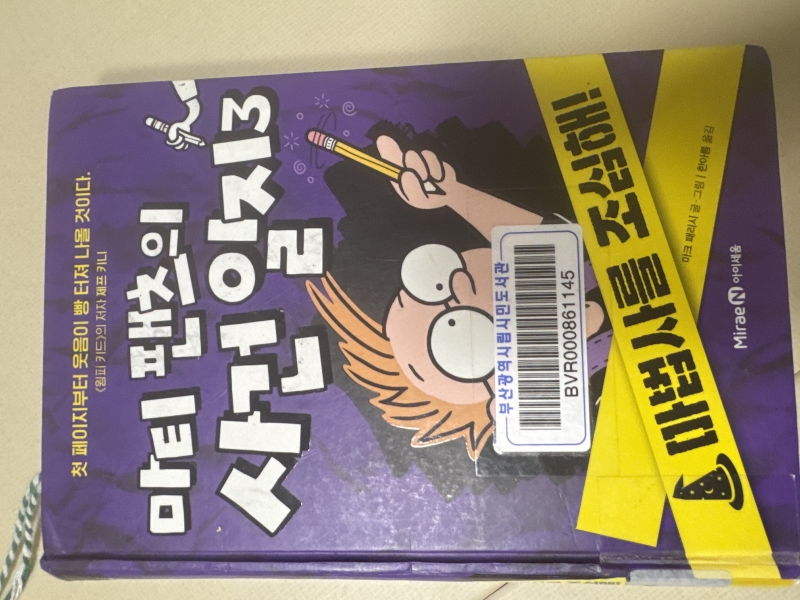 첫 페이지부터 웃음이 빵 터져 나올 것이다.
〈윔피 키드〉의 저자 제프 키니
마티 팬츠의
사건 일지3
부산광역시립시민도서관
BVR000861145
마법사를 조심해!
마크 패리시 글·그림 | 한아름 옮김
Mirae N 아이세움